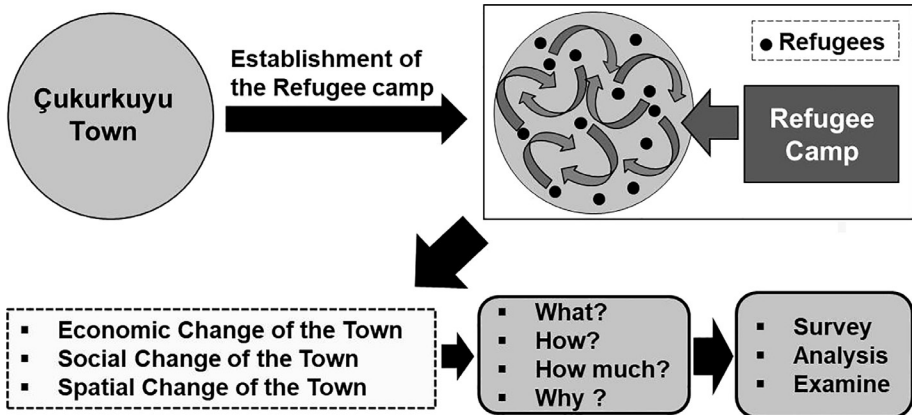 Çukurkuyu
Town
Establishment of
the Refugee camp
Refugees
Refugee
Camp
▪ Economic Change of the Town
▪ Social Change of the Town
▪ Spatial Change of the Town
▪ What?
▪ How?
▪ How much?
▪ Why ?
▪ Survey
▪ Analysis
▪ Examine